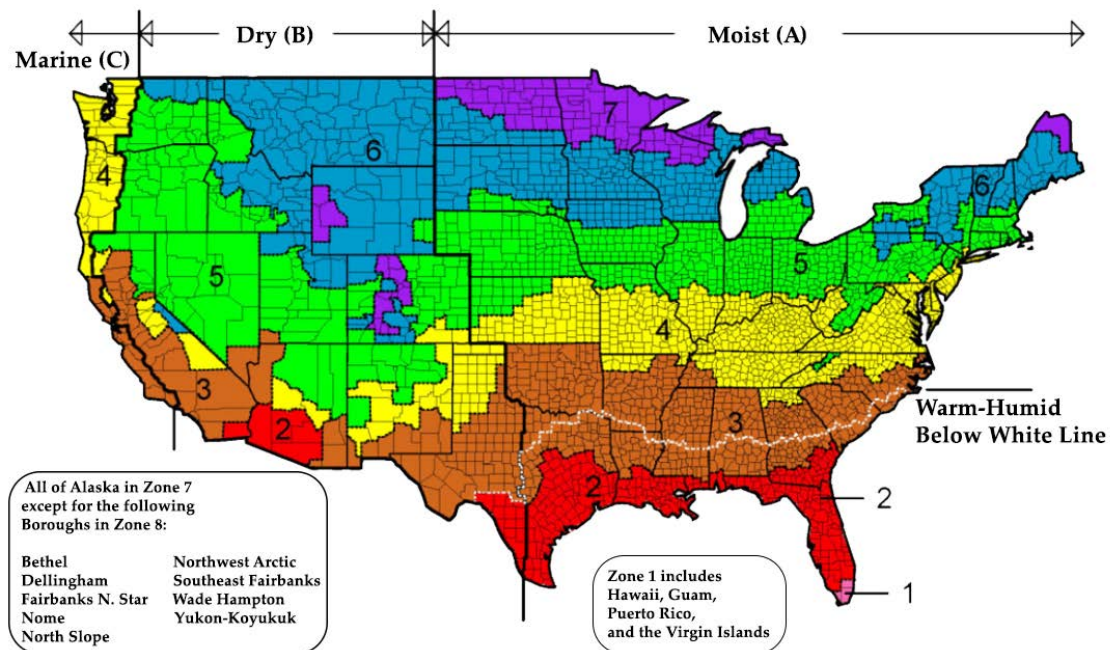 Marine (C)
Dry (B)
Moist (A)
7
6
6
4
5
5
4
3
3
2
2
Warm-Humid
Below White Line
2
1
All of Alaska in Zone 7
except for the following
Boroughs in Zone 8:
Bethel
Dellingham
Fairbanks N. Star
Nome
North Slope
Northwest Arctic
Southeast Fairbanks
Wade Hampton
Yukon-Koyukuk
Zone 1 includes
Hawaii, Guam,
Puerto Rico,
and the Virgin Islands